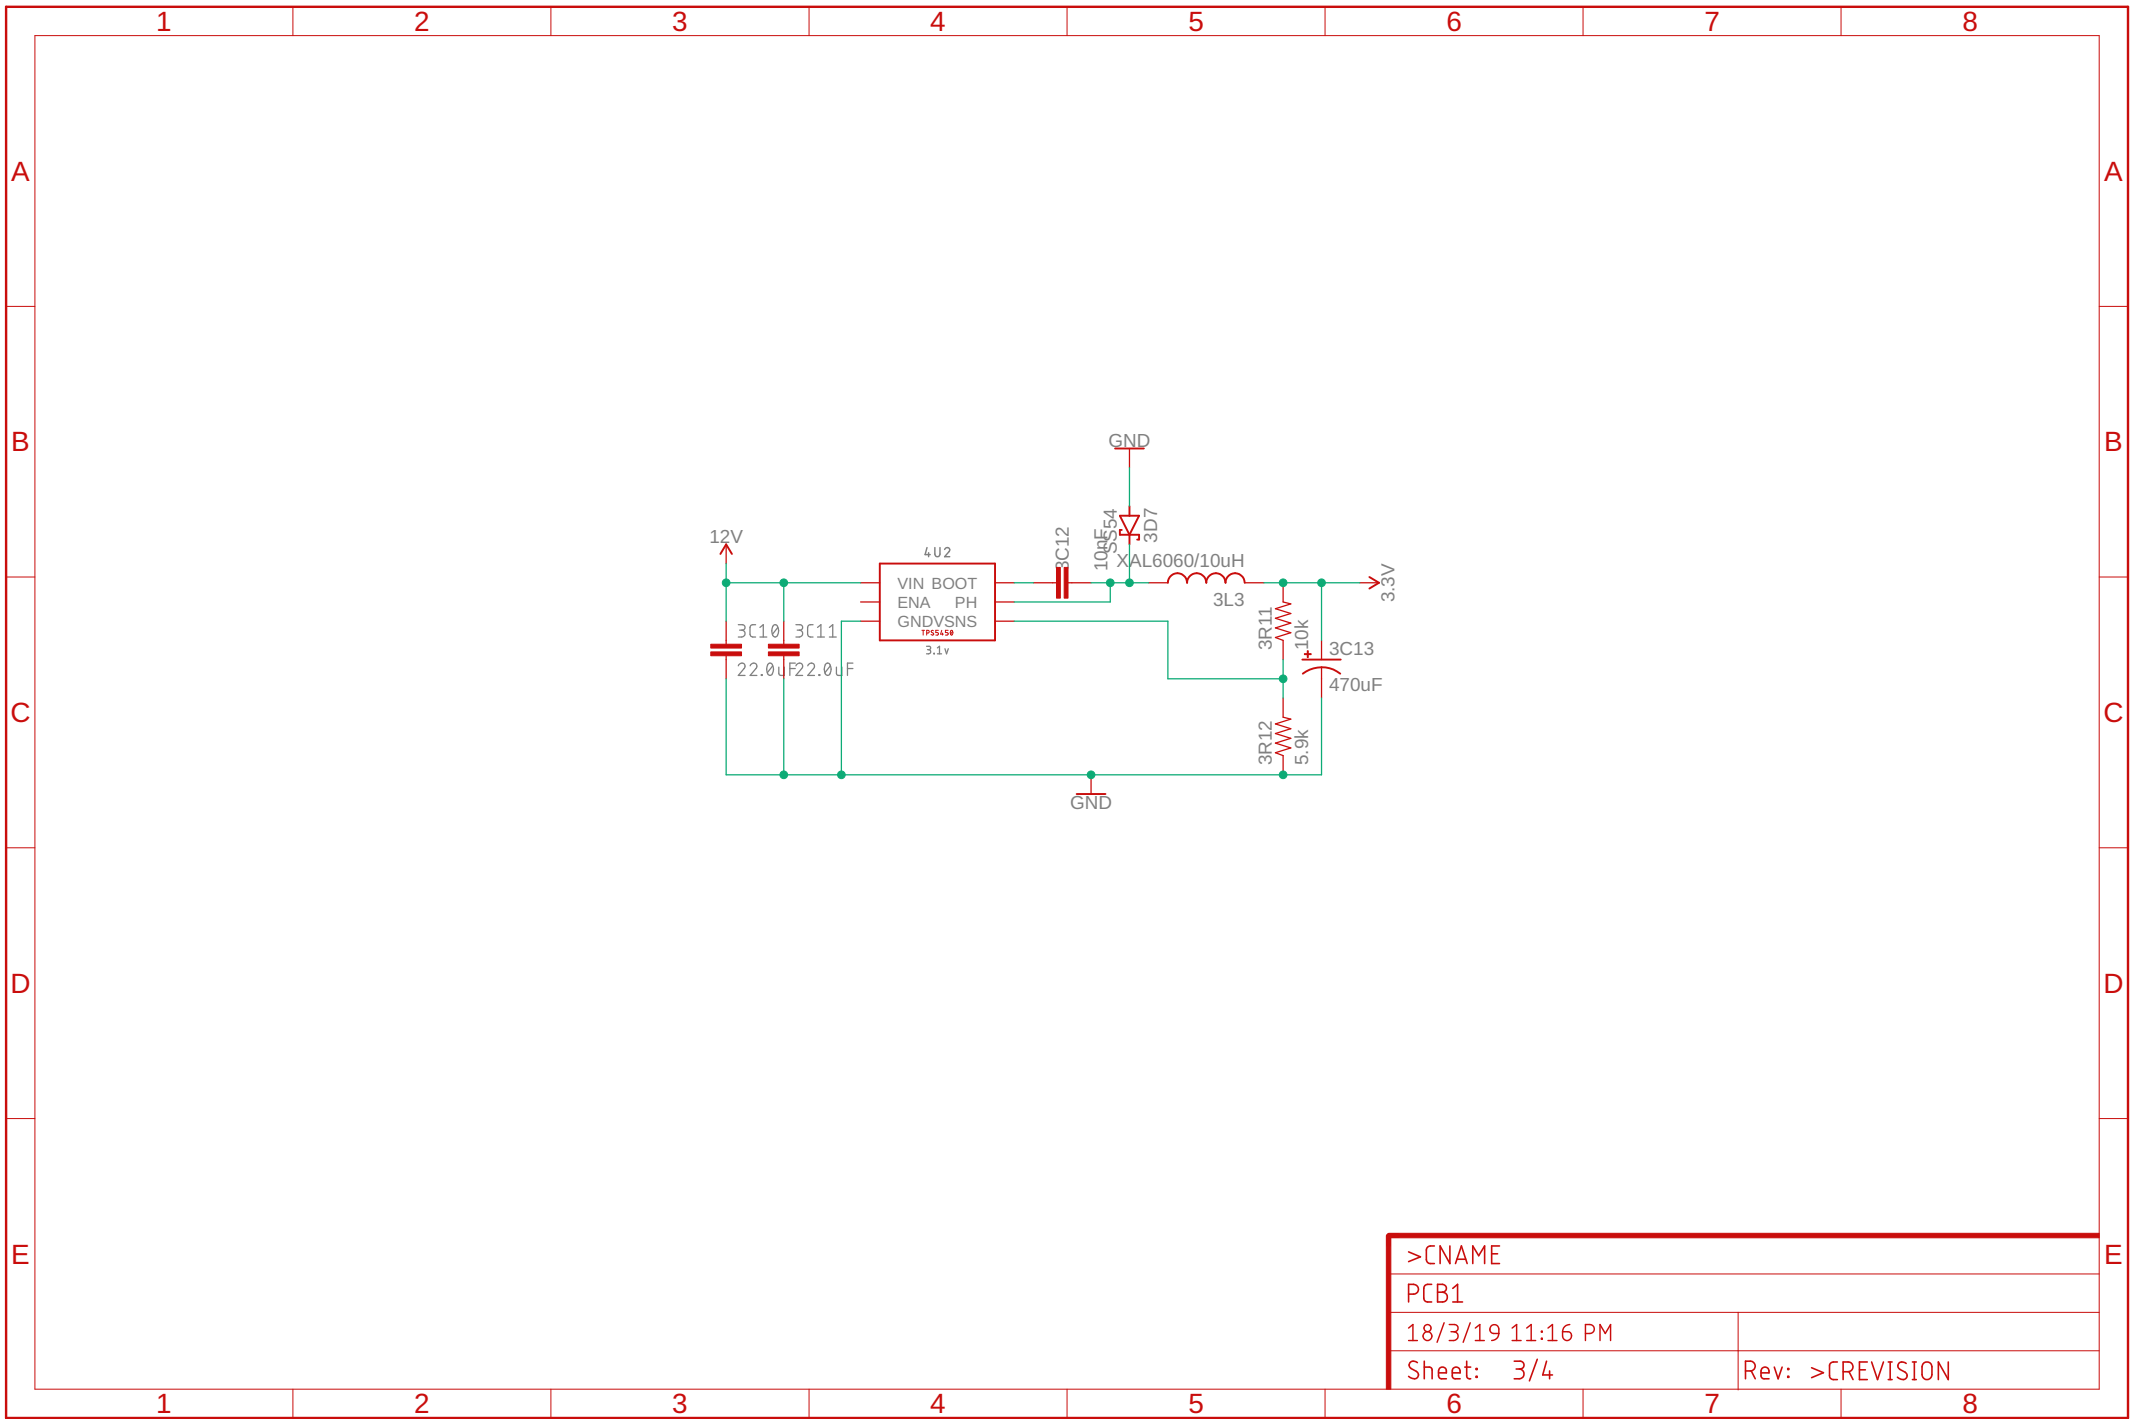 1 2 3 4 5 6 7 8
A A
B B
GND
SS54
3D7
12V
3C12
10nF
XAL6060/10uH
4U2
VIN BOOT
ENA PH
GNDVSNS
TPS5450
3.1v
3.3V
3L3
3R11
10k
3C10 3C11
22.0uF 22.0uF
3C13
470uF
C C
3R12
5.9k
GND
D D
E E
>CNAME
PCB1
18/3/19 11:16 PM
Sheet: 3/4 Rev: >CREVISION
1 2 3 4 5 6 7 8